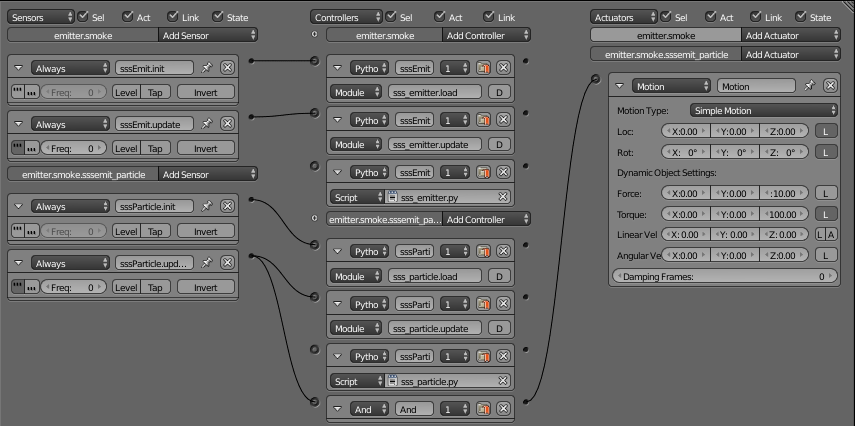 Sensors Sel Act Link State
emitter.smoke Add Sensor
Always sssEmit.init
Freq: 0 Level Tap Invert
Always sssEmit.update
Freq: 0 Level Tap Invert
emitter.smoke.sssemit_particle Add Sensor
Always sssParticle.init
Freq: 0 Level Tap Invert
Always sssParticle.upd...
Freq: 0 Level Tap Invert
Controllers Sel Act Link
emitter.smoke Add Controller
Pytho sssEmit 1
Module sss_emitter.load D
Pytho sssEmit 1
Module sss_emitter.update D
Pytho sssEmit 1
Script sss_emitter.py
emitter.smoke.sssemit_pa... Add Controller
Pytho sssParti 1
Module sss_particle.load D
Pytho sssParti 1
Module sss_particle.update D
Pytho sssParti 1
Script sss_particle.py
And And 1
Actuators Sel Act Link State
emitter.smoke Add Actuator
emitter.smoke.sssemit_particle Add Actuator
Motion Motion
Motion Type: Simple Motion
Loc: X:0.00 Y:0.00 Z:0.00 L
Rot: X: 0° Y: 0° Z: 0° L
Dynamic Object Settings:
Force: X:0.00 Y:0.00 :10.00 L
Torque: X:0.00 Y:0.00 100.00 L
Linear Vel X: 0.00 Y: 0.00 Z: 0.00 L A
Angular Ve X:0.00 Y:0.00 Z:0.00 L
Damping Frames: 0